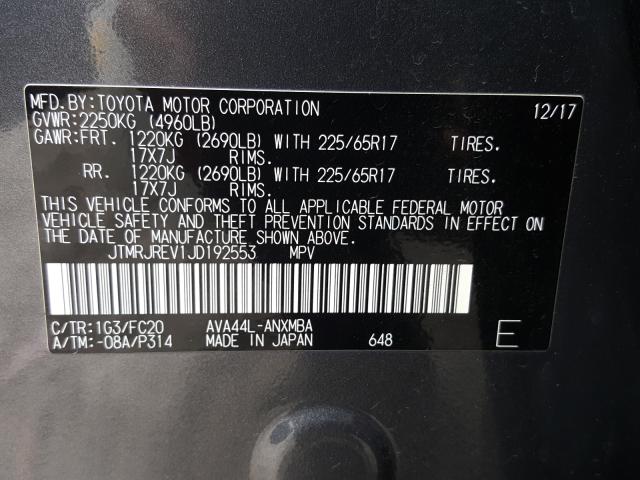 MFD.BY:TOYOTA MOTOR CORPORATION 12/17
GVWR:2250KG (4960LB)
GAWR:FRT. 1220KG (2690LB) WITH 225/65R17 TIRES.
17X7J RIMS.
RR. 1220KG (2690LB) WITH 225/65R17 TIRES.
17X7J RIMS.
THIS VEHICLE CONFORMS TO ALL APPLICABLE FEDERAL MOTOR
VEHICLE SAFETY AND THEFT PREVENTION STANDARDS IN EFFECT ON
THE DATE OF MANUFACTURE SHOWN ABOVE.
JTMRJREV1JD192553 MPV
C/TR:1G3/FC20 AVA44L-ANXMBA
A/TM:-08A/P314 MADE IN JAPAN 648 E